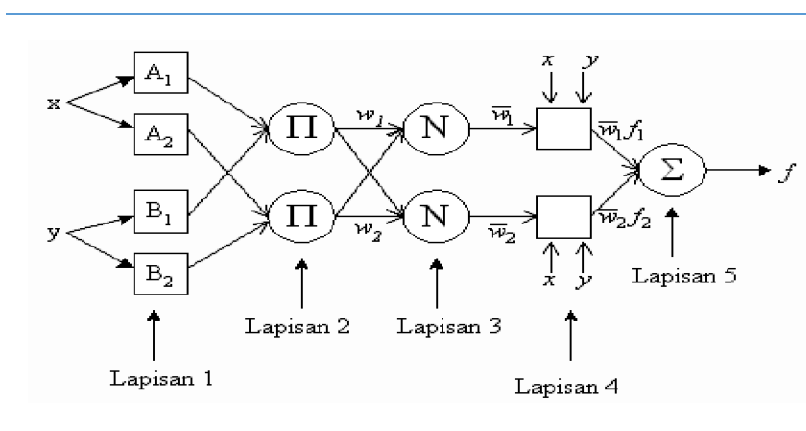 x
y
A₁
A₂
B₁
B₂
Π
Π
w₁
w₂
N
N
w̅₁
w̅₂
x y
x y
w̅₁f₁
w̅₂f₂
Σ
f
Lapisan 1
Lapisan 2
Lapisan 3
Lapisan 4
Lapisan 5